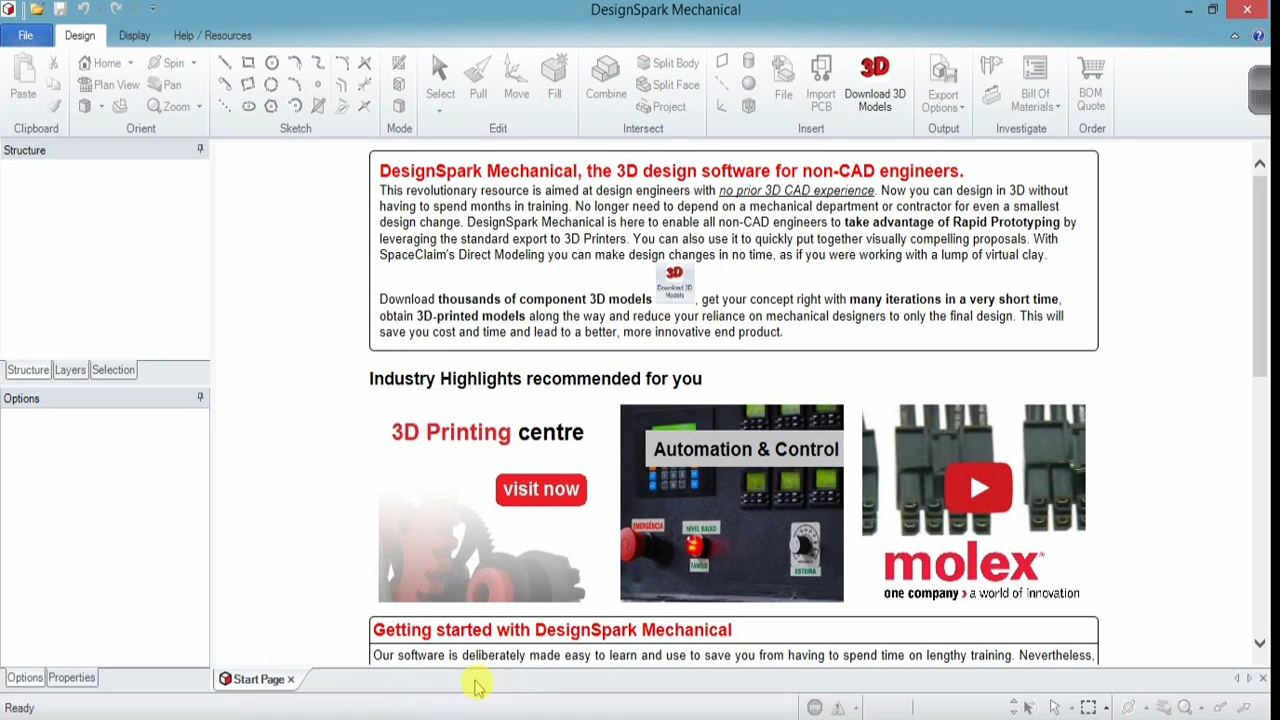 DesignSpark Mechanical
File Design Display Help / Resources
Home Spin
Plan View Pan
Zoom
Paste
Select Pull Move Fill
Combine
Split Body
Split Face
Project
File
Import
PCB
Download 3D
Models
3D
Export
Options
Bill Of
Materials
BOM
Quote
Clipboard Orient Sketch Mode Edit Intersect Insert Output Investigate Order
Structure
Structure Layers Selection
Options
Options Properties
DesignSpark Mechanical, the 3D design software for non-CAD engineers.
This revolutionary resource is aimed at design engineers with no prior 3D CAD experience. Now you can design in 3D without
having to spend months in training. No longer need to depend on a mechanical department or contractor for even a smallest
design change. DesignSpark Mechanical is here to enable all non-CAD engineers to take advantage of Rapid Prototyping by
leveraging the standard export to 3D Printers. You can also use it to quickly put together visually compelling proposals. With
SpaceClaim's Direct Modeling you can make design changes in no time, as if you were working with a lump of virtual clay.
3D
Download 3D
Models
Download thousands of component 3D models , get your concept right with many iterations in a very short time,
obtain 3D-printed models along the way and reduce your reliance on mechanical designers to only the final design. This will
save you cost and time and lead to a better, more innovative end product.
Industry Highlights recommended for you
3D Printing centre
visit now
Automation & Control
EMERGÊNCIA
NIVEL BAIXO
TANQUE
ESTEIRA
molex®
one company › a world of innovation
Getting started with DesignSpark Mechanical
Our software is deliberately made easy to learn and use to save you from having to spend time on lengthy training. Nevertheless,
Start Page
Ready